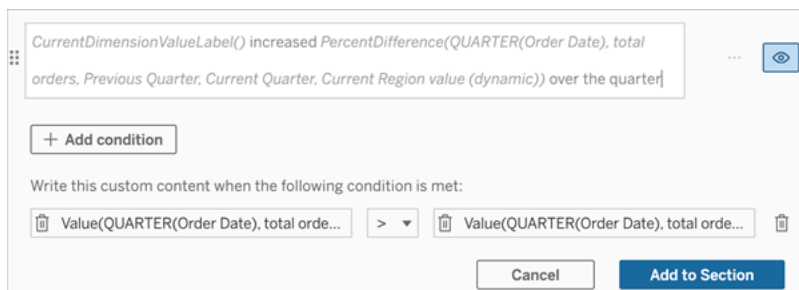 CurrentDimensionValueLabel() increased PercentDifference(QUARTER(Order Date), total
orders, Previous Quarter, Current Quarter, Current Region value (dynamic)) over the quarter
+ Add condition
Write this custom content when the following condition is met:
Value(QUARTER(Order Date), total orde... > Value(QUARTER(Order Date), total orde...
Cancel Add to Section